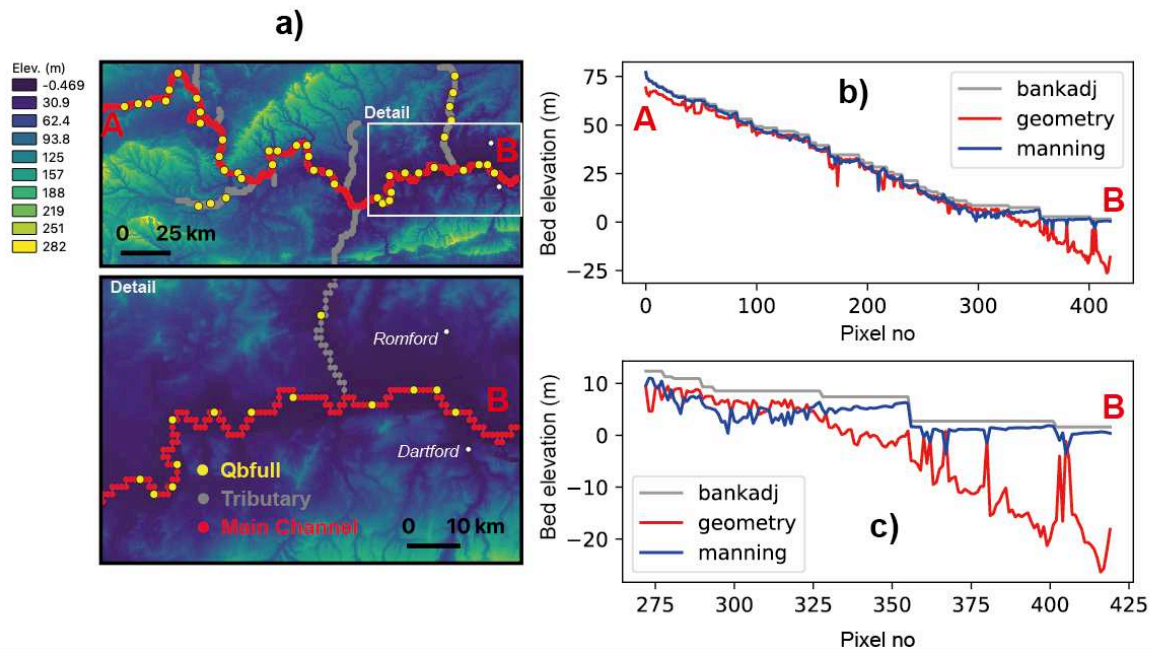 a)
Elev. (m)
-0.469
30.9
62.4
93.8
125
157
188
219
251
282
A
Detail
B
0 25 km
Detail
Romford
B
Dartford
Qbfull
Tributary
Main Channel
0 10 km
b)
Bed elevation (m)
75
50
25
0
−25
A
B
bankadj
geometry
manning
0 100 200 300 400
Pixel no
c)
Bed elevation (m)
10
0
−10
−20
B
bankadj
geometry
manning
275 300 325 350 375 400 425
Pixel no